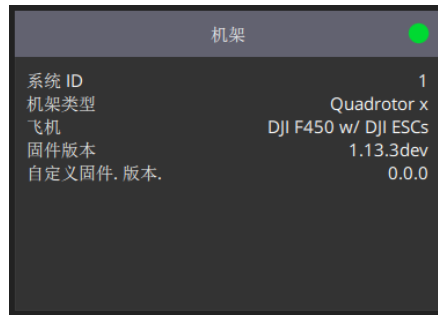 机架
系统 ID 1
机架类型 Quadrotor x
飞机 DJI F450 w/ DJI ESCs
固件版本 1.13.3dev
自定义固件. 版本. 0.0.0